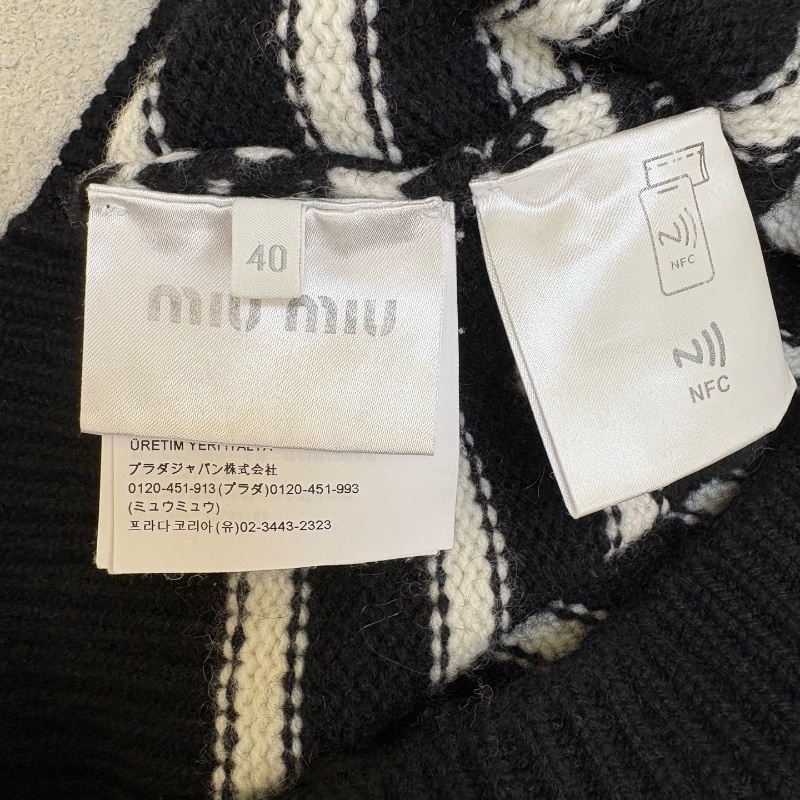 40
miu miu
ÜRETIM YERI ITALYA
プラダジャパン株式会社
0120-451-913(プラダ)0120-451-993
(ミュウミュウ)
프라다코리아(유)02-3443-2323
NFC
NFC